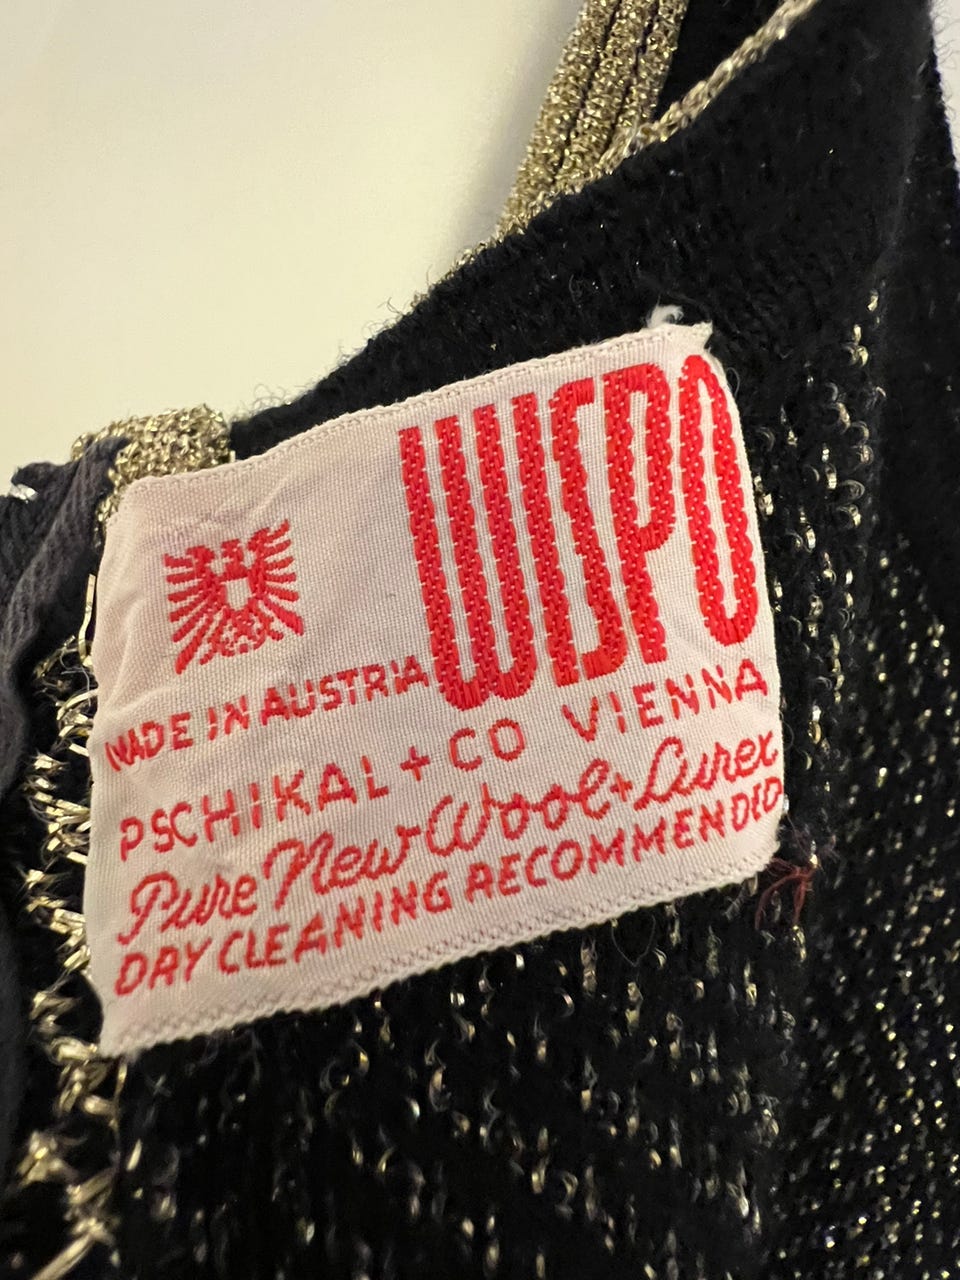 WISPO
MADE IN AUSTRIA
PSCHIKAL + CO VIENNA
Pure New Wool + Lurex
DRY CLEANING RECOMMENDED